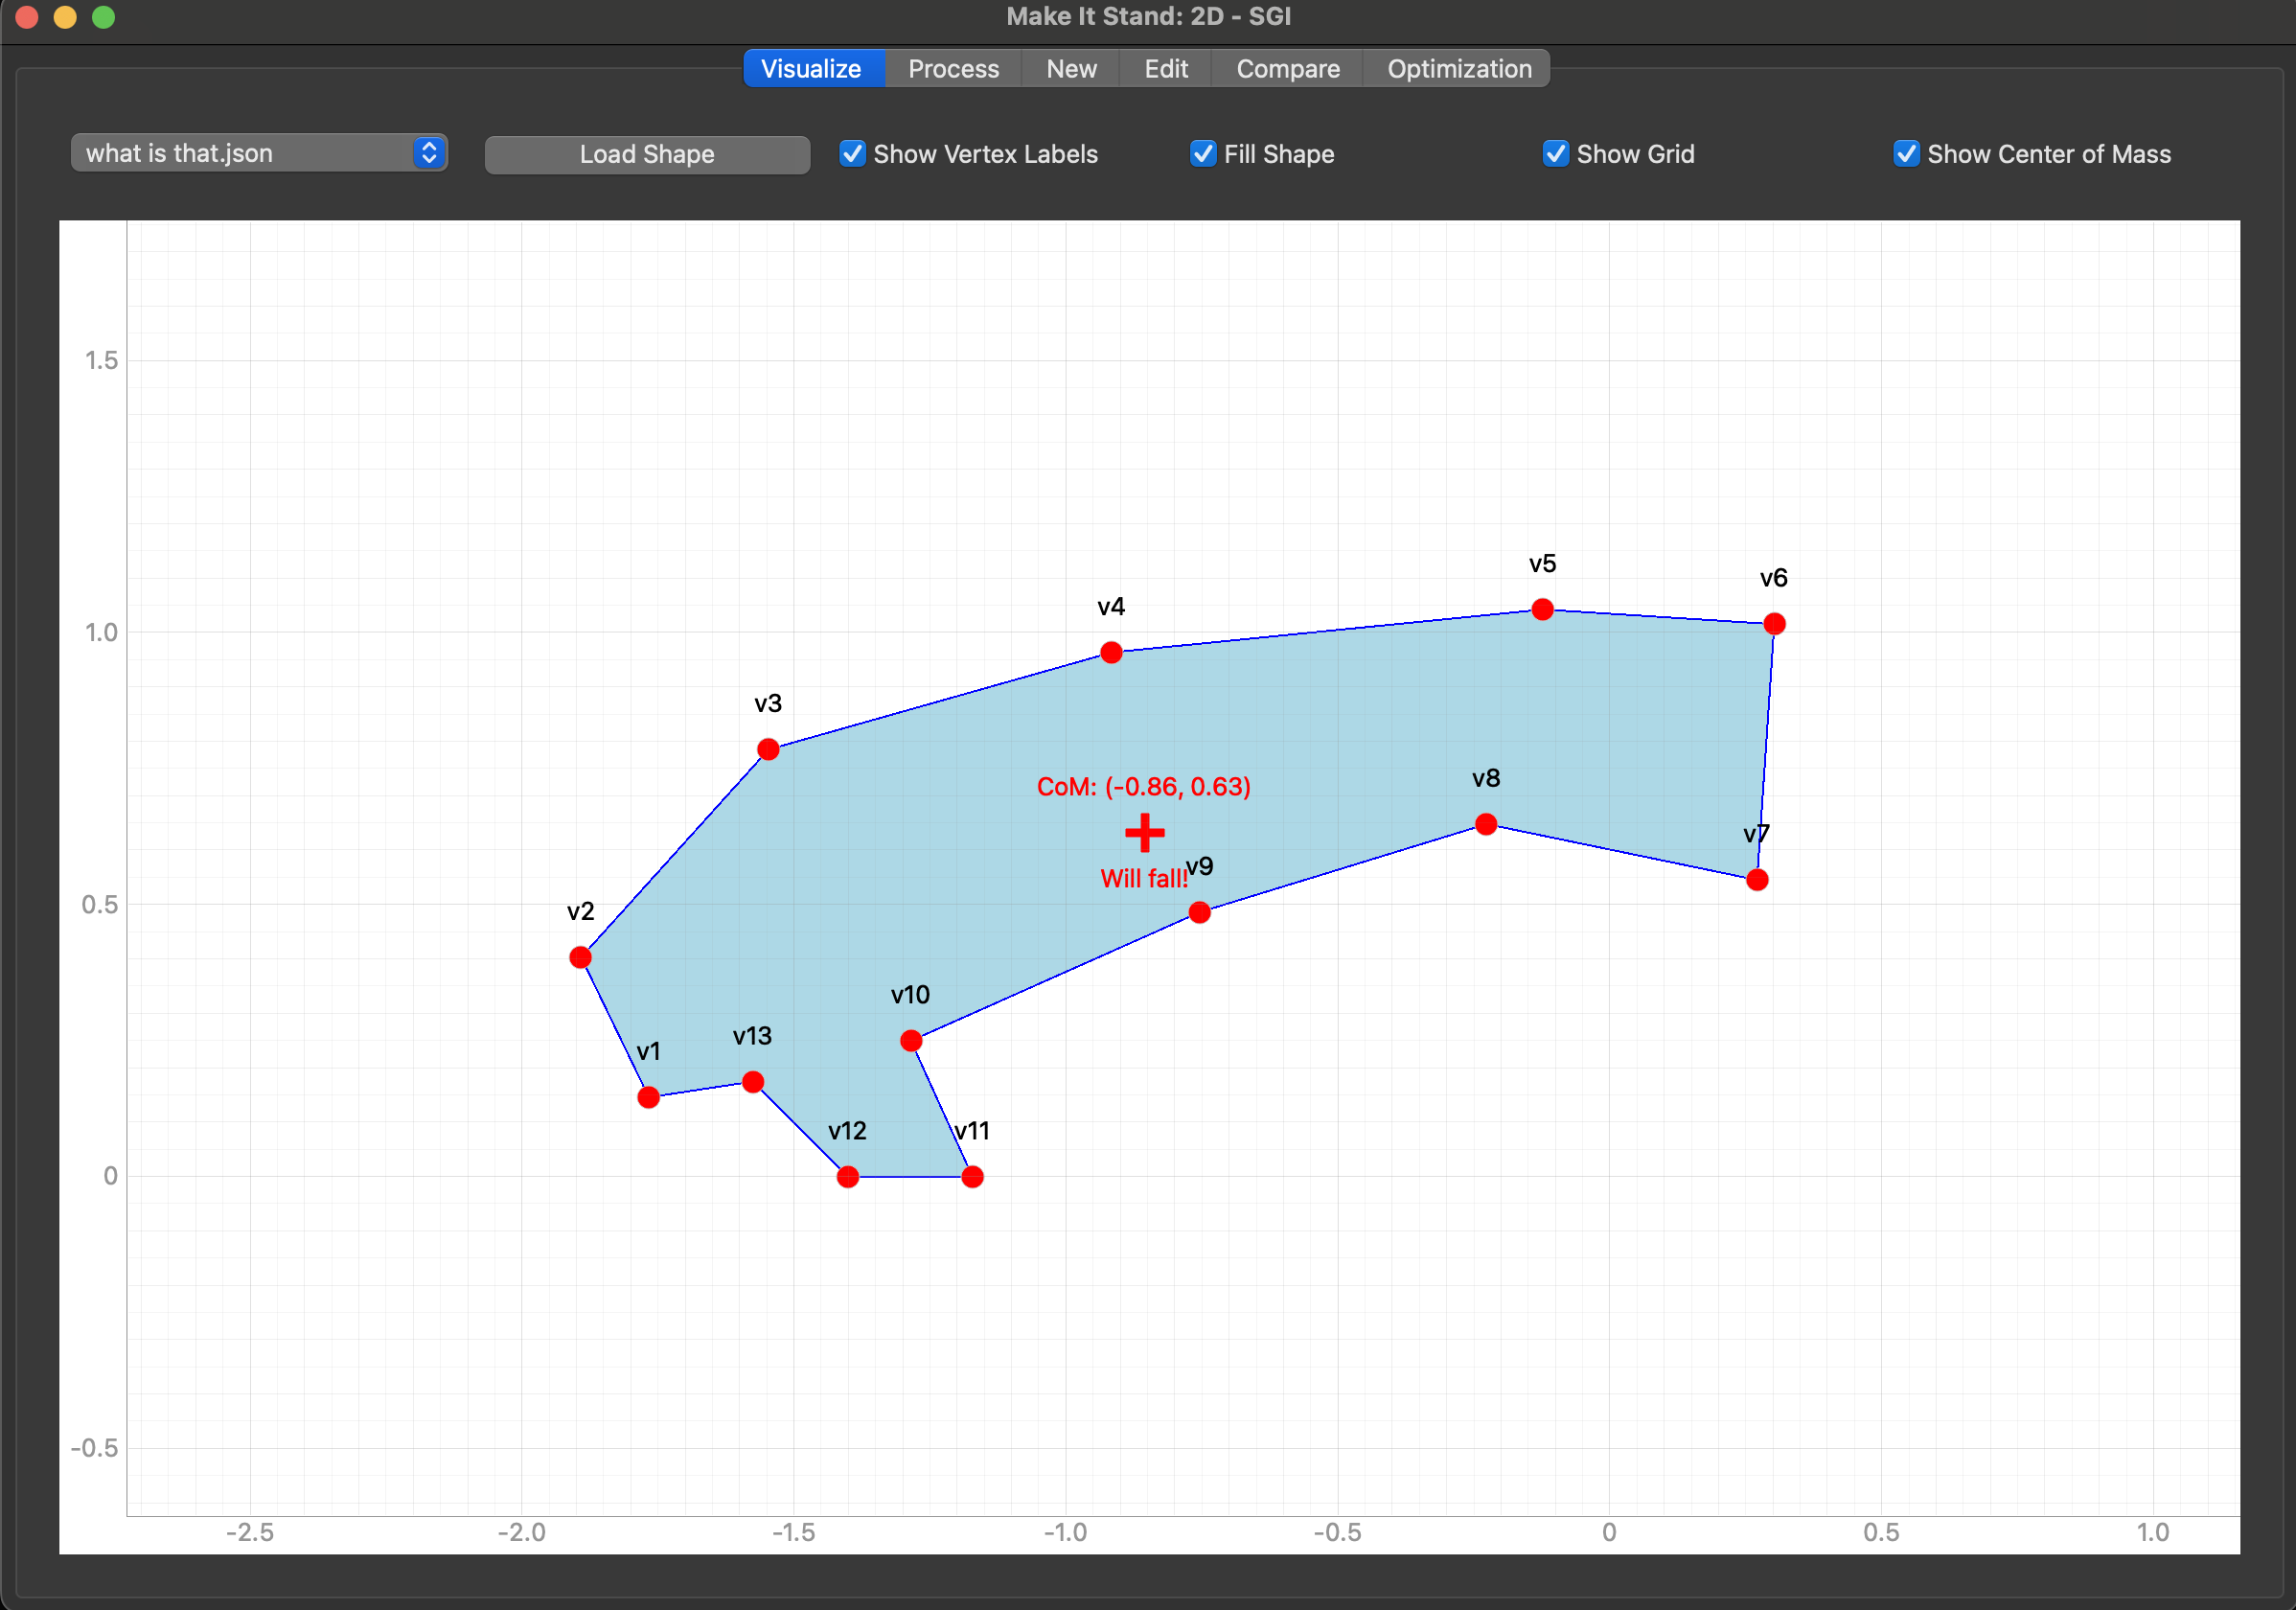 Make It Stand: 2D - SGI
Visualize Process New Edit Compare Optimization
what is that.json Load Shape Show Vertex Labels Fill Shape Show Grid Show Center of Mass
1.5
v5
v6
v4
1.0
v3
v8
CoM: (-0.86, 0.63)
v7
v9
Will fall!
0.5
v2
v10
v13
v1
v12
v11
0
-0.5
-2.5 -2.0 -1.5 -1.0 -0.5 0 0.5 1.0